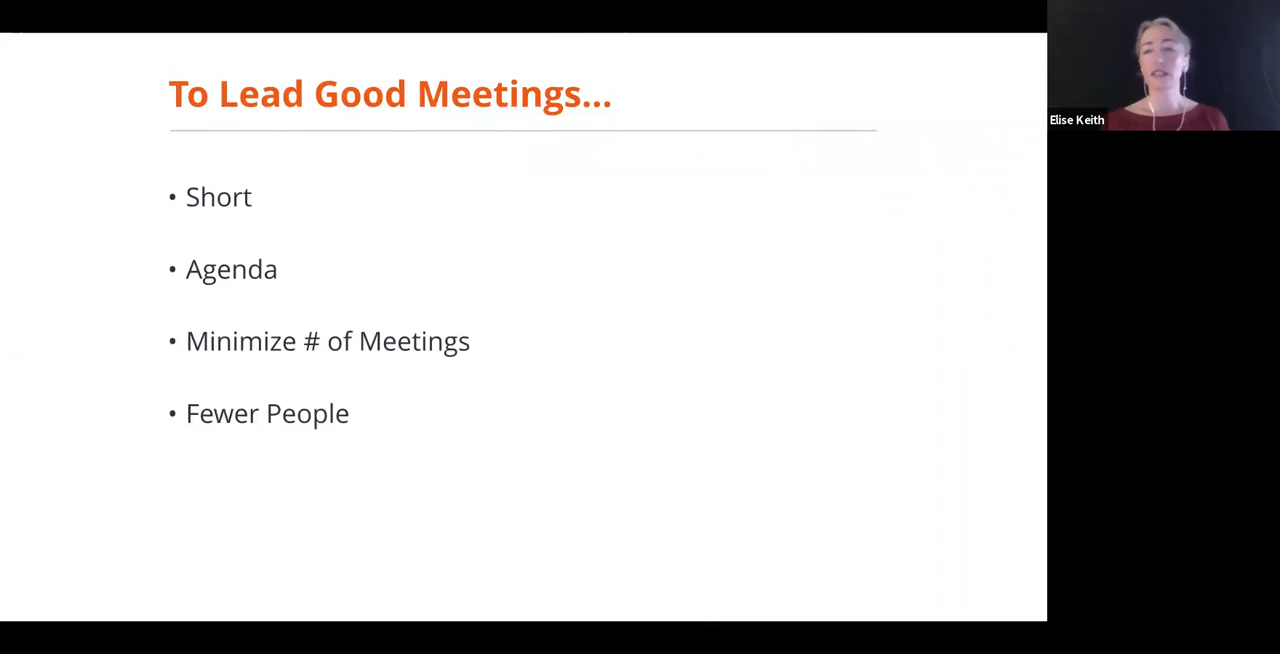 To Lead Good Meetings...
• Short
• Agenda
• Minimize # of Meetings
• Fewer People
Elise Keith